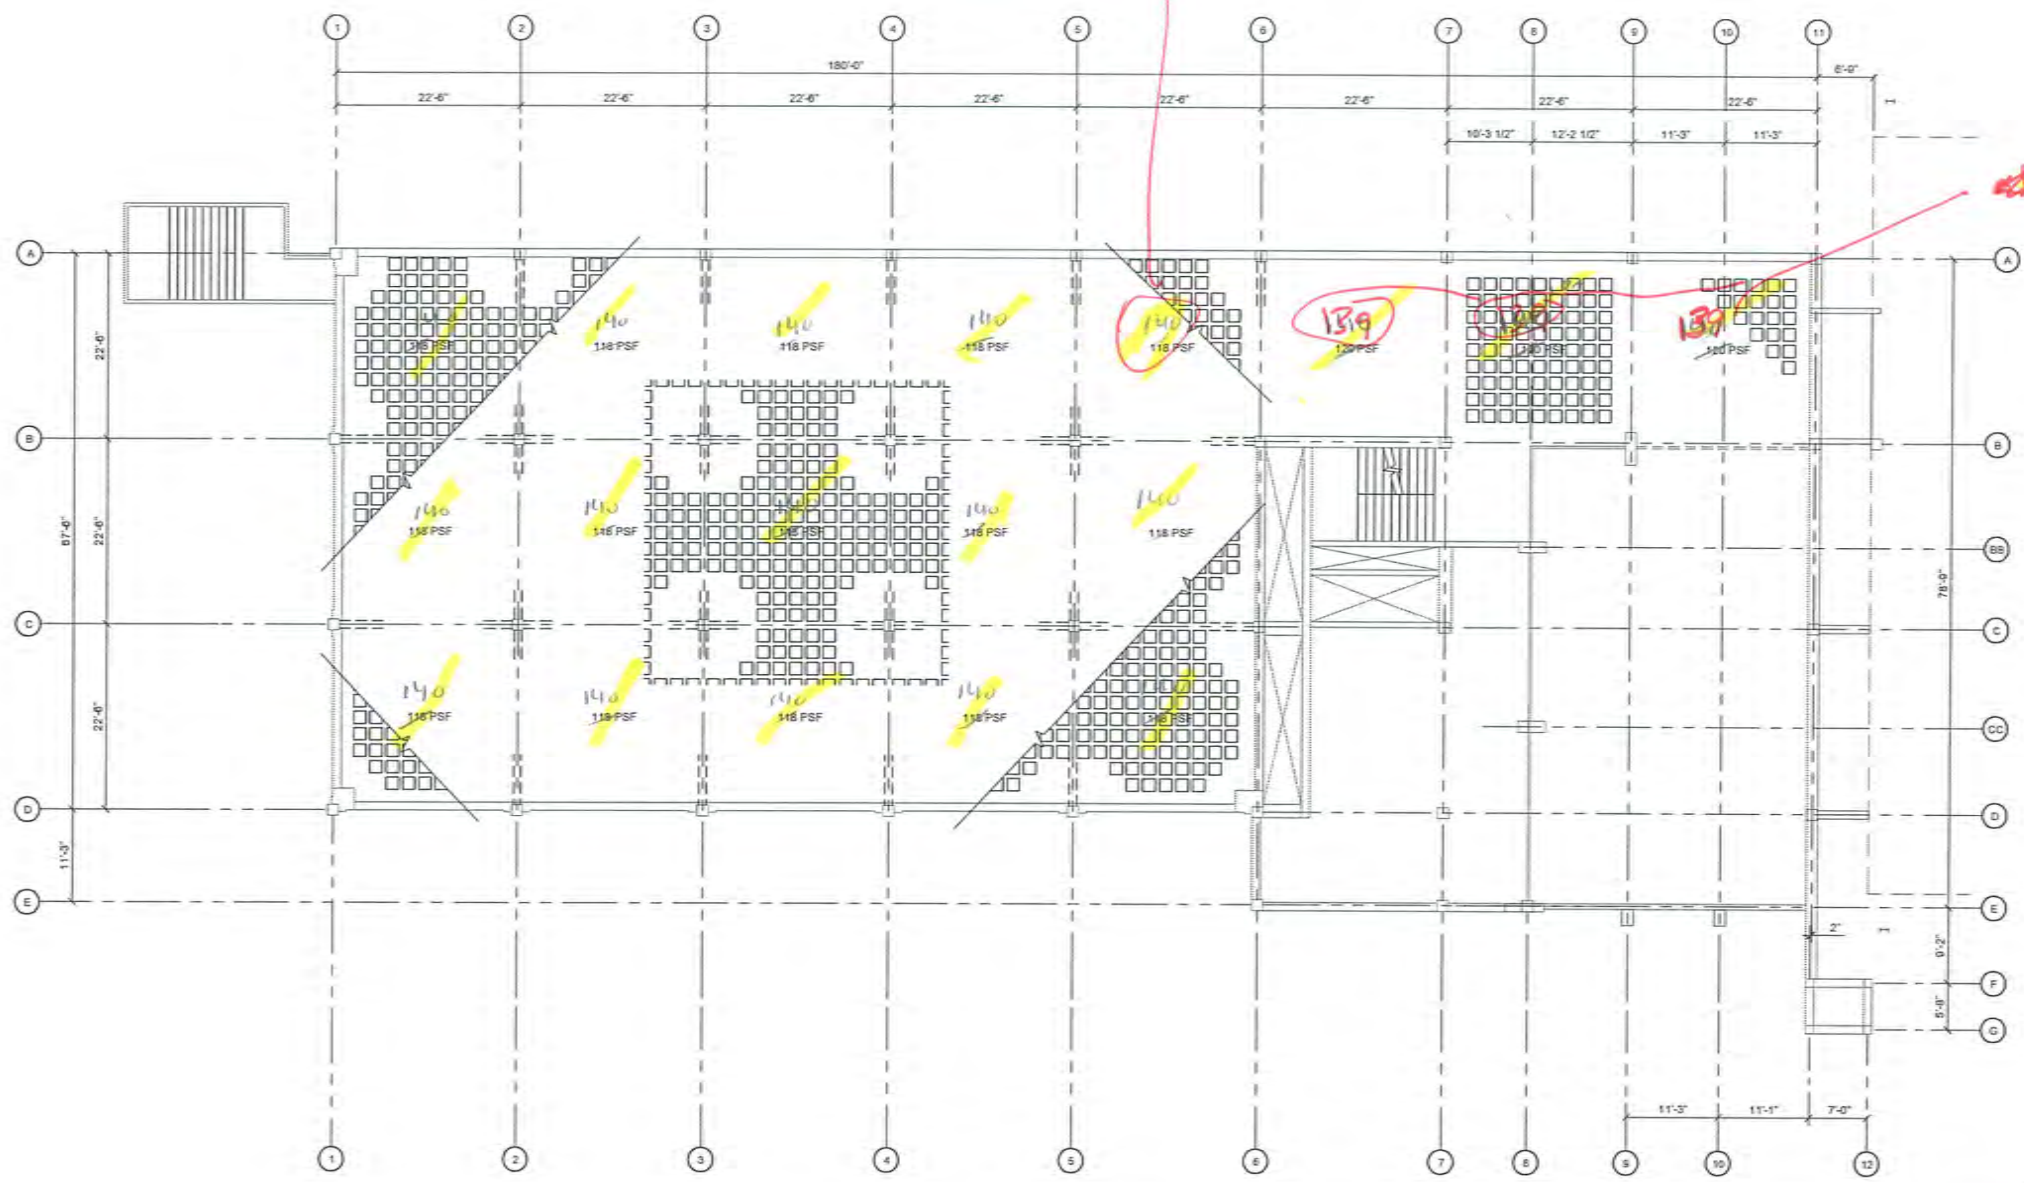 1 2 3 4 5 6 7 8 9 10 11
180'-0" 6'-9"
22'-6" 22'-6" 22'-6" 22'-6" 22'-6" 22'-6" 22'-6" 22'-6"
10'-3 1/2" 12'-2 1/2" 11'-3" 11'-3"
A A
140 140 140 140 139 139
118 PSF 118 PSF 118 PSF 118 PSF 118 PSF 120 PSF 120 PSF 120 PSF
22'-6"
B B
140 140 140 140 140
118 PSF 118 PSF 118 PSF 118 PSF 118 PSF
BB
67'-6" 22'-6" 78'-9"
C C
140 140 140 140
118 PSF 118 PSF 118 PSF 118 PSF 118 PSF
22'-6"
CC
D D
11'-3"
E E
2" 9'-2"
F
5'-8"
G
11'-3" 11'-1" 7'-0"
1 2 3 4 5 6 7 8 9 10 12